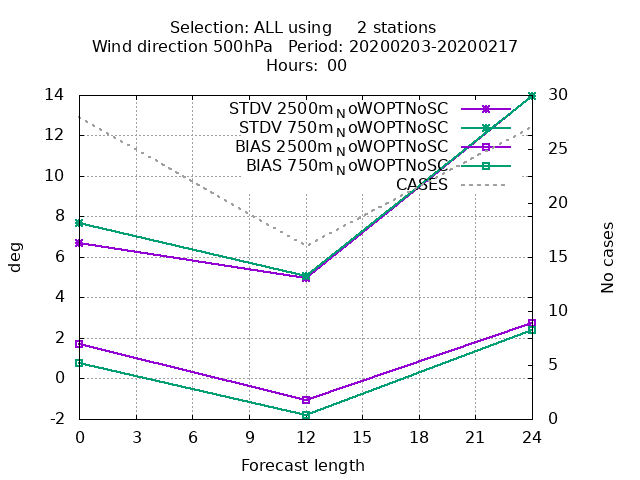 Selection: ALL using 2 stations
Wind direction 500hPa Period: 20200203-20200217
Hours: 00
STDV 2500m_NoWOPTNoSC
STDV 750m_NoWOPTNoSC
BIAS 2500m_NoWOPTNoSC
BIAS 750m_NoWOPTNoSC
CASES
14
12
10
8
6
4
2
0
-2
deg
30
25
20
15
10
5
0
No cases
0 3 6 9 12 15 18 21 24
Forecast length